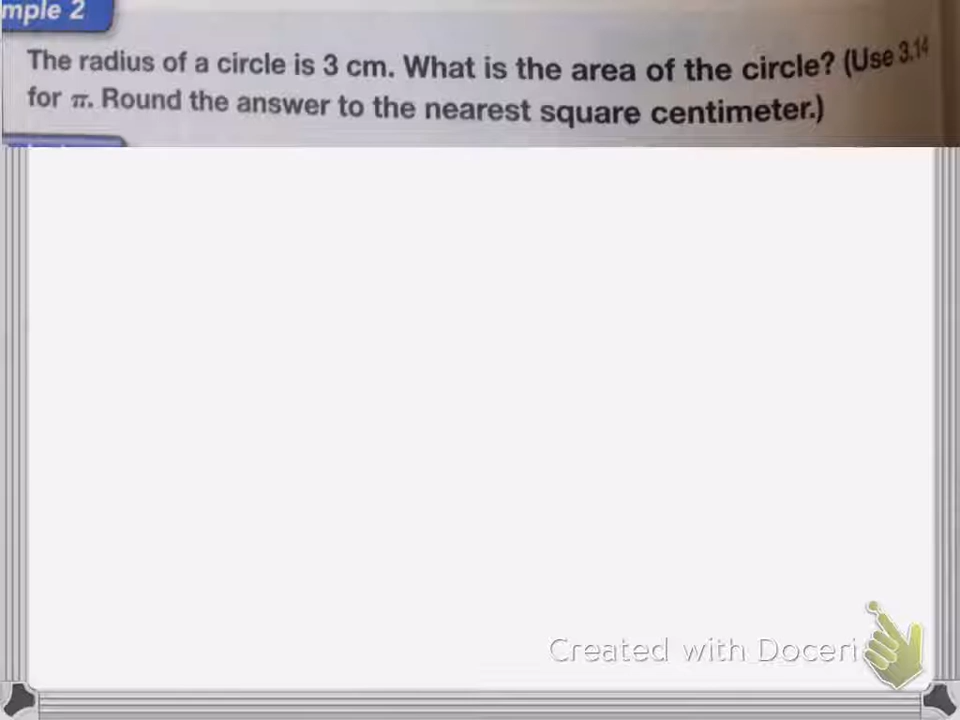 mple 2
The radius of a circle is 3 cm. What is the area of the circle? (Use 3.14
for π. Round the answer to the nearest square centimeter.)
Created with Doceri